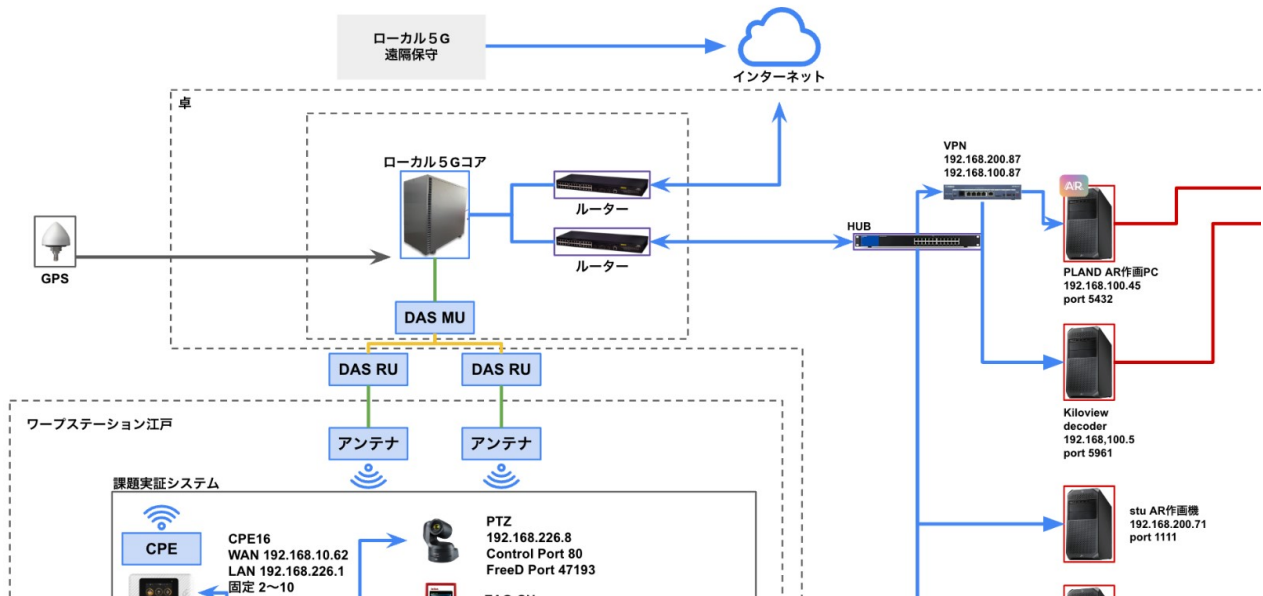 ローカル５G
遠隔保守
インターネット
卓
ローカル５Gコア
ルーター
ルーター
GPS
DAS MU
DAS RU
DAS RU
アンテナ
アンテナ
VPN
192.168.200.87
192.168.100.87
HUB
AR
PLAND AR作画PC
192.168.100.45
port 5432
Kiloview
decoder
192.168,100.5
port 5961
stu AR作画機
192.168.200.71
port 1111
ワープステーション江戸
課題実証システム
CPE
CPE16
WAN 192.168.10.62
LAN 192.168.226.1
固定 2〜10
PTZ
192.168.226.8
Control Port 80
FreeD Port 47193